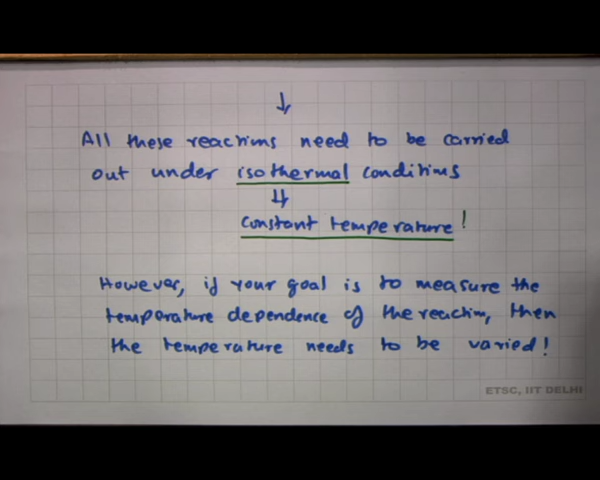 ↓
All these reactions need to be carried
out under isothermal conditions
⇓
constant temperature!
However, if your goal is to measure the
temperature dependence of the reaction, then
the temperature needs to be varied!
ETSC, IIT DELHI